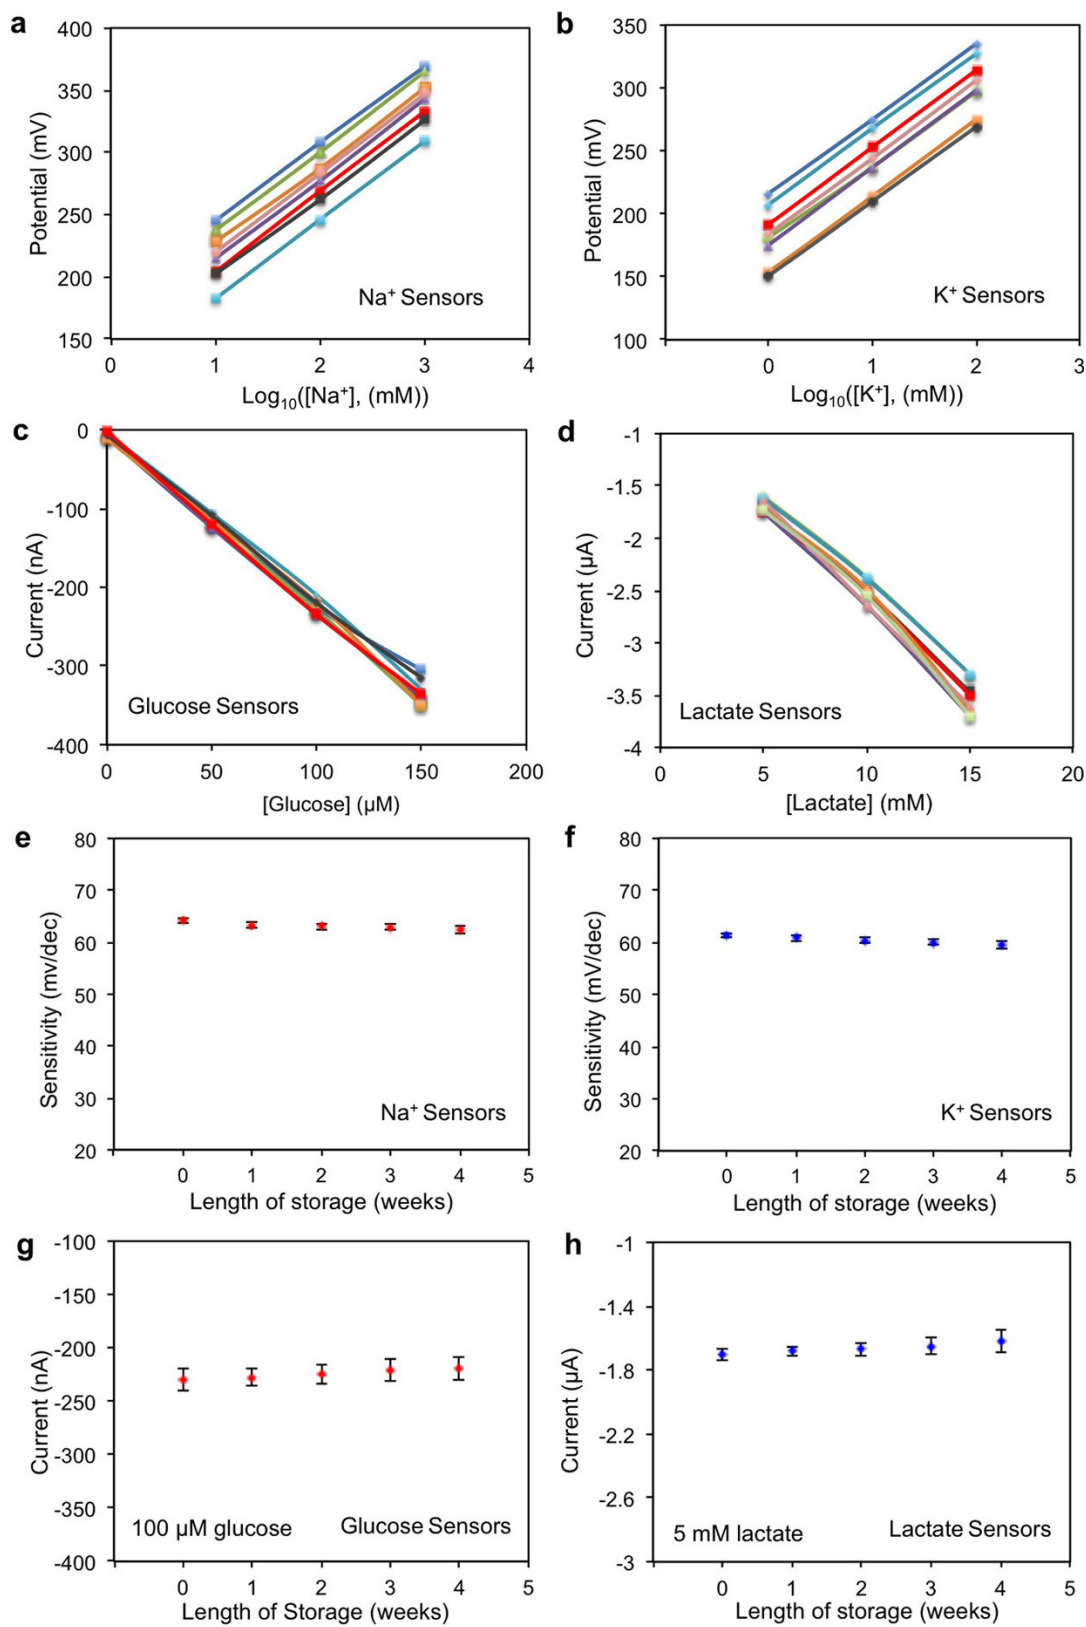 a
400
350
300
250
200
150
Potential (mV)
Na⁺ Sensors
0 1 2 3 4
Log₁₀([Na⁺], (mM))
b
350
300
250
200
150
100
Potential (mV)
K⁺ Sensors
0 1 2 3
Log₁₀([K⁺], (mM))
c
0
-100
-200
-300
-400
Current (nA)
Glucose Sensors
0 50 100 150 200
[Glucose] (µM)
d
-1
-1.5
-2
-2.5
-3
-3.5
-4
Current (µA)
Lactate Sensors
0 5 10 15 20
[Lactate] (mM)
e
80
70
60
50
40
30
20
Sensitivity (mv/dec)
Na⁺ Sensors
0 1 2 3 4 5
Length of storage (weeks)
f
80
70
60
50
40
30
20
Sensitivity (mV/dec)
K⁺ Sensors
0 1 2 3 4 5
Length of storage (weeks)
g
-100
-150
-200
-250
-300
-350
-400
Current (nA)
100 µM glucose Glucose Sensors
0 1 2 3 4 5
Length of Storage (weeks)
h
-1
-1.4
-1.8
-2.2
-2.6
-3
Current (µA)
5 mM lactate Lactate Sensors
0 1 2 3 4 5
Length of storage (weeks)